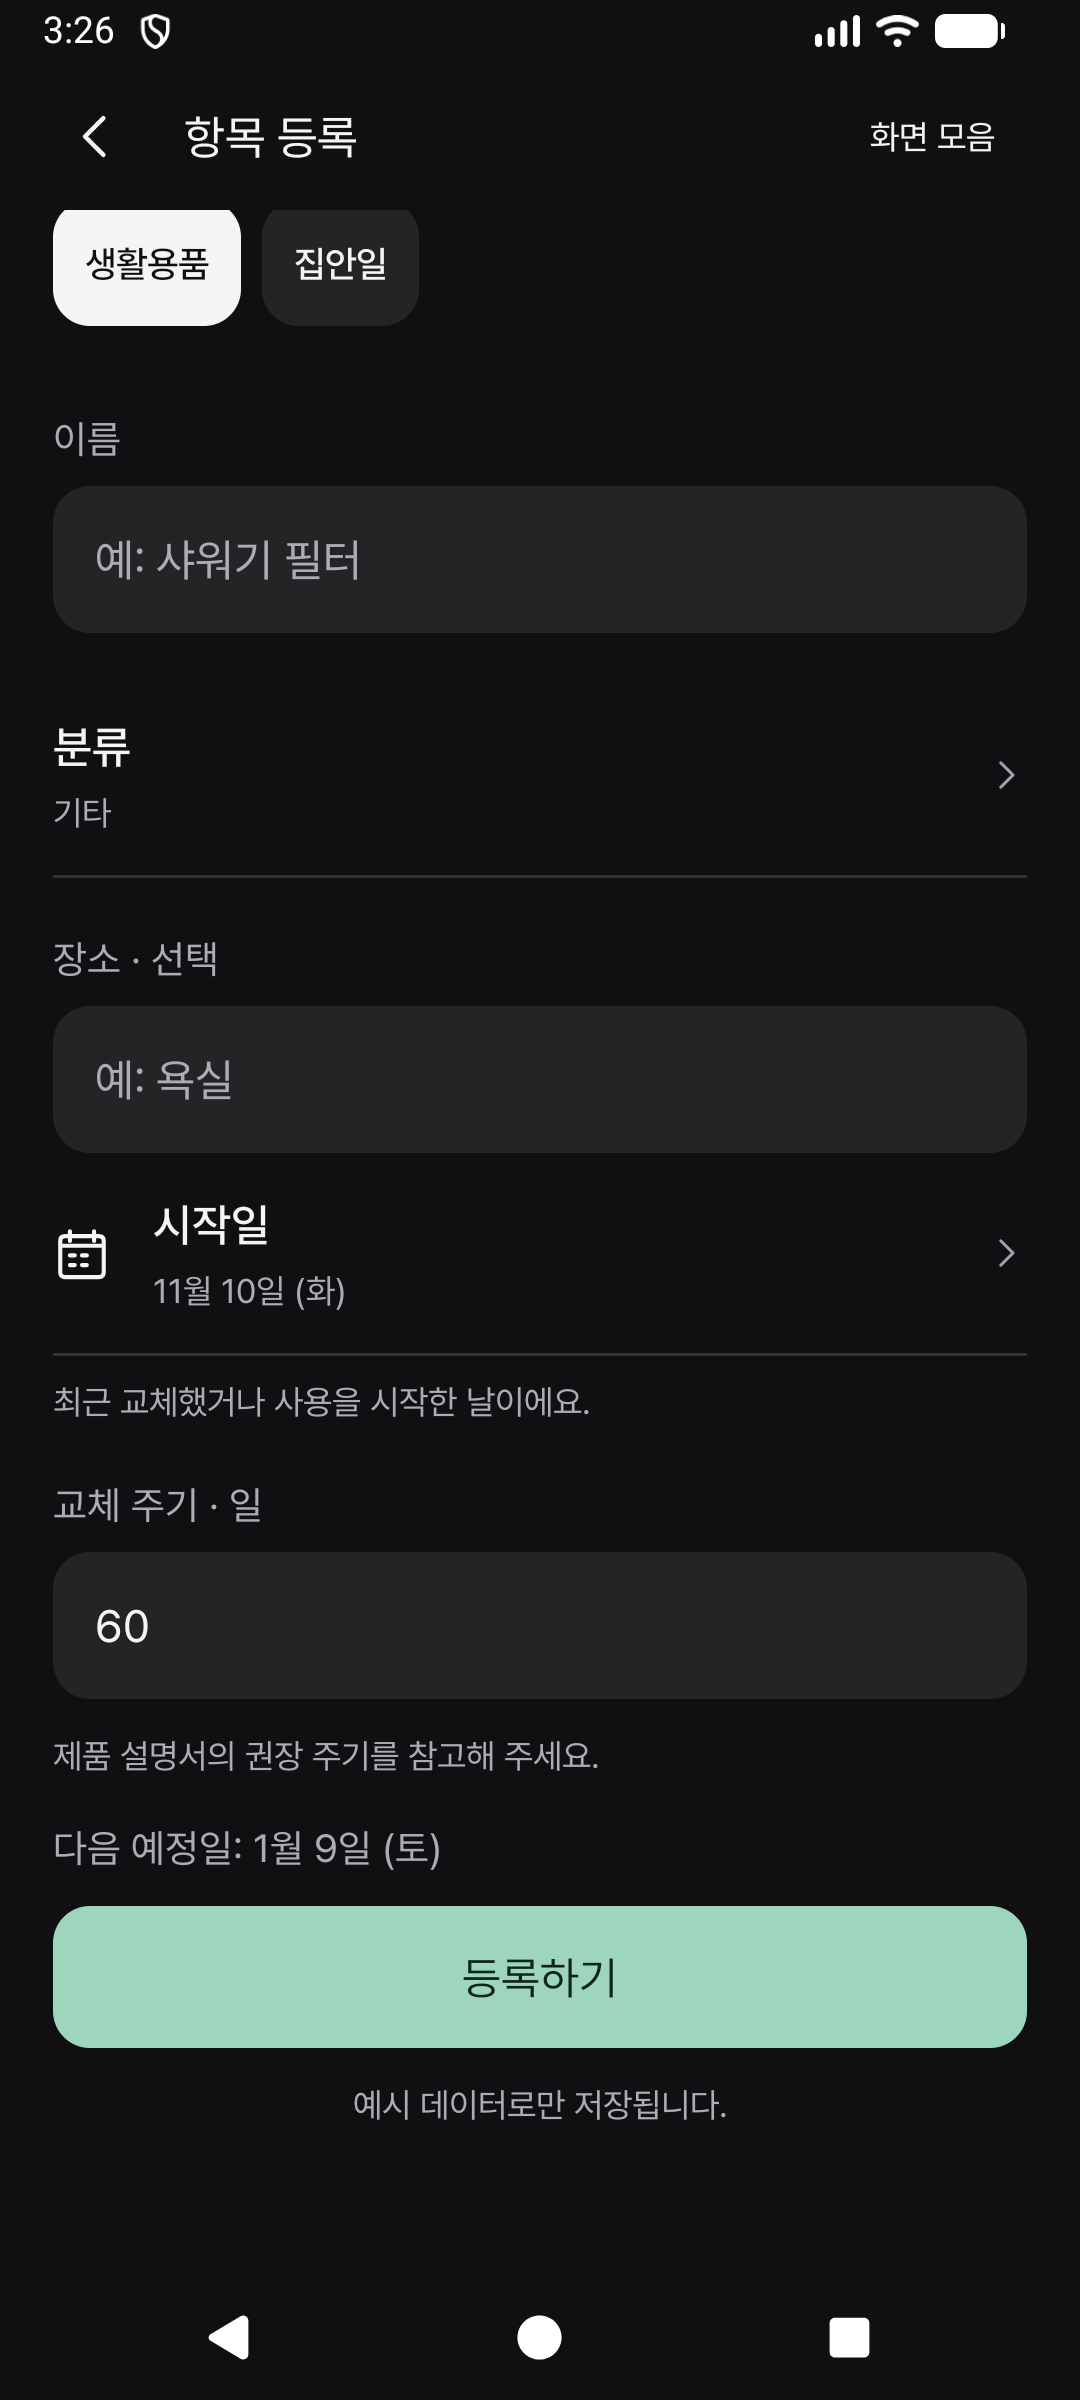 3:26
항목 등록
화면 모음
생활용품
집안일
이름
예: 샤워기 필터
분류
기타
장소 · 선택
예: 욕실
시작일
11월 10일 (화)
최근 교체했거나 사용을 시작한 날이에요.
교체 주기 · 일
60
제품 설명서의 권장 주기를 참고해 주세요.
다음 예정일: 1월 9일 (토)
등록하기
예시 데이터로만 저장됩니다.